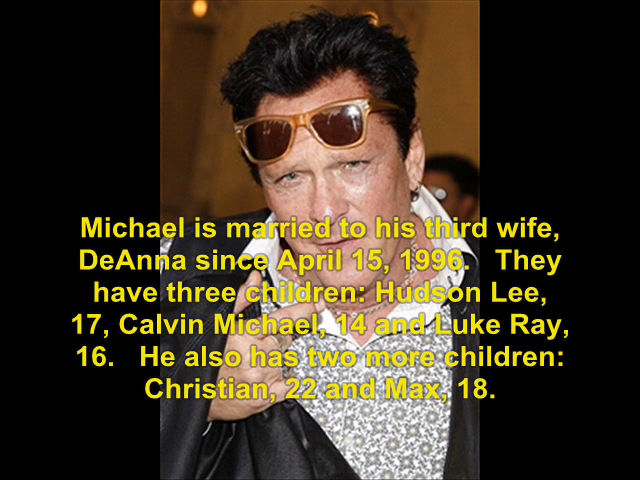 Michael is married to his third wife,
DeAnna since April 15, 1996.   They
have three children: Hudson Lee,
17, Calvin Michael, 14 and Luke Ray,
16.   He also has two more children:
Christian, 22 and Max, 18.